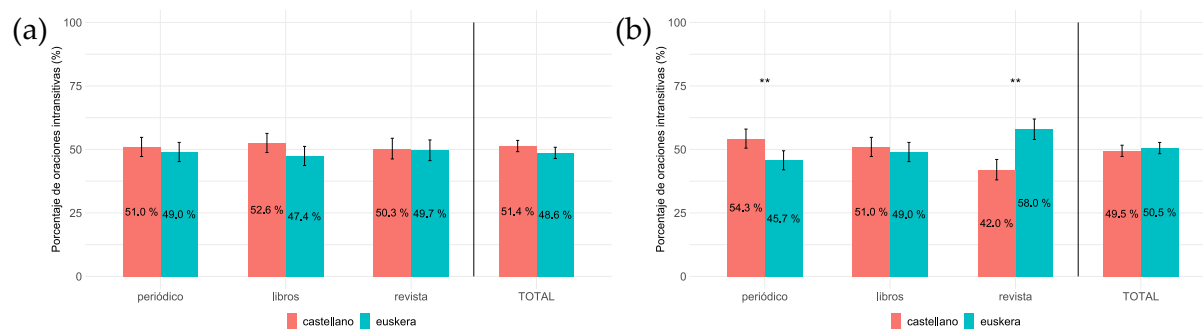 (a)
Porcentaje de oraciones intransitivas (%)
100
75
50
25
0
51.0 % 49.0 %
52.6 % 47.4 %
50.3 % 49.7 %
51.4 % 48.6 %
periódico libros revista TOTAL
castellano euskera
(b)
Porcentaje de oraciones intransitivas (%)
100
75
50
25
0
** **
54.3 % 45.7 %
51.0 % 49.0 %
42.0 % 58.0 %
49.5 % 50.5 %
periódico libros revista TOTAL
castellano euskera